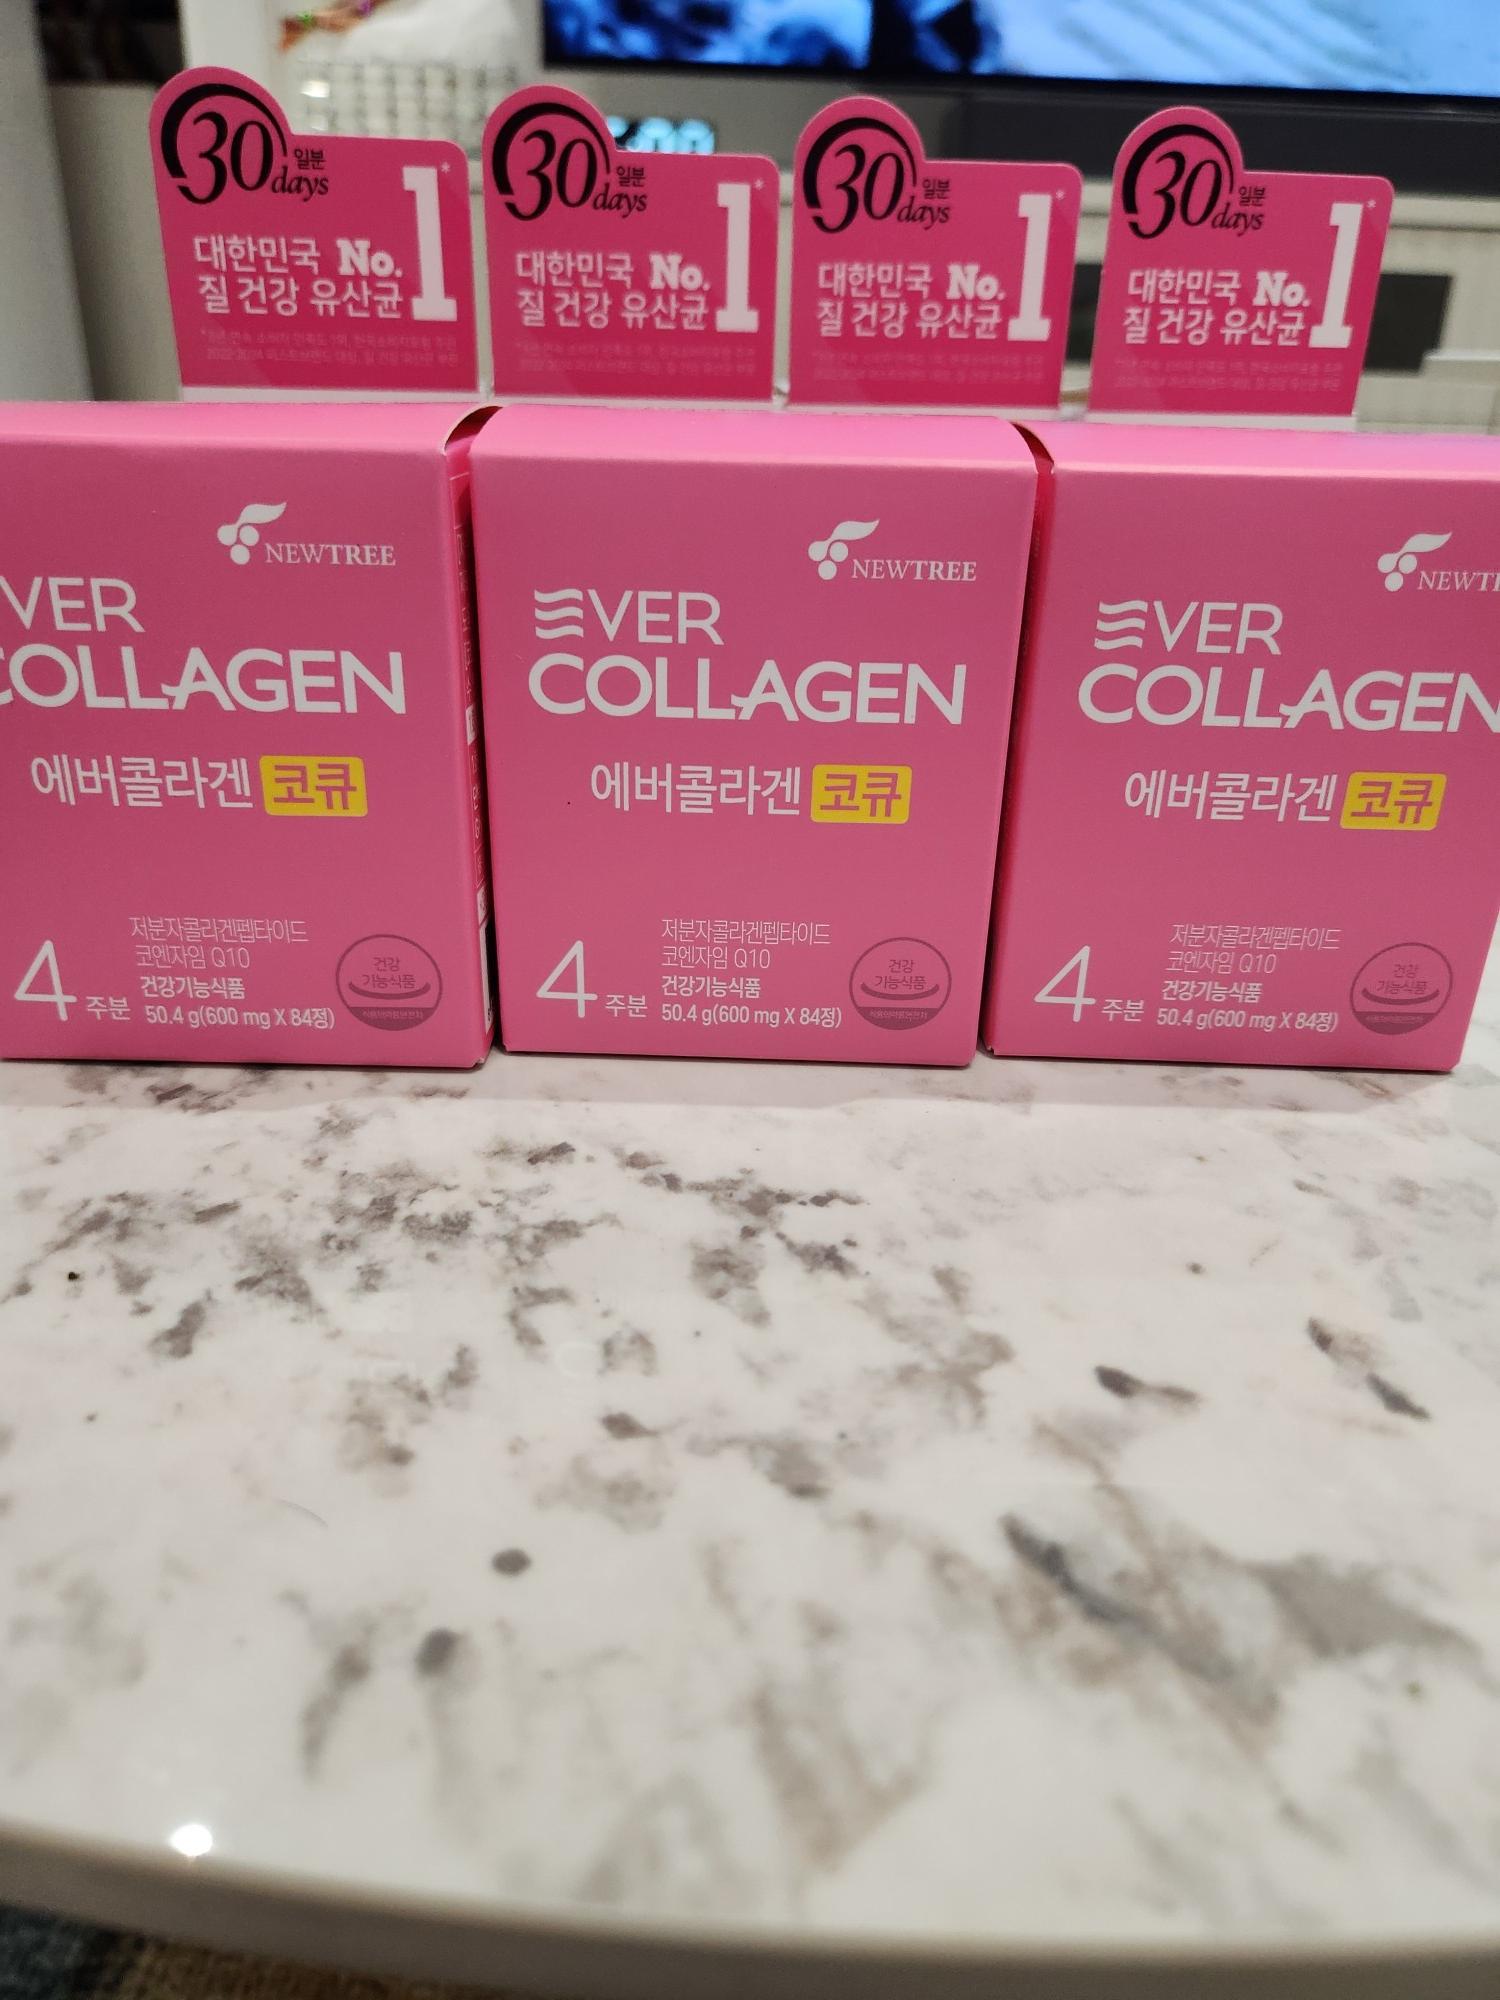 30 일분
days
대한민국 No. 1*
질 건강 유산균
30 일분
days
대한민국 No. 1*
질 건강 유산균
30 일분
days
대한민국 No. 1*
질 건강 유산균
30 일분
days
대한민국 No. 1*
질 건강 유산균
NEWTREE
VER
COLLAGEN
에버콜라겐 코큐
4 주분
저분자콜라겐펩타이드
코엔자임 Q10
건강기능식품
50.4 g(600 mg X 84정)
건강
기능식품
NEWTREE
EVER
COLLAGEN
에버콜라겐 코큐
4 주분
저분자콜라겐펩타이드
코엔자임 Q10
건강기능식품
50.4 g(600 mg X 84정)
건강
기능식품
NEWT
EVER
COLLAGEN
에버콜라겐 코큐
4 주분
저분자콜라겐펩타이드
코엔자임 Q10
건강기능식품
50.4 g(600 mg X 84정)
건강
기능식품